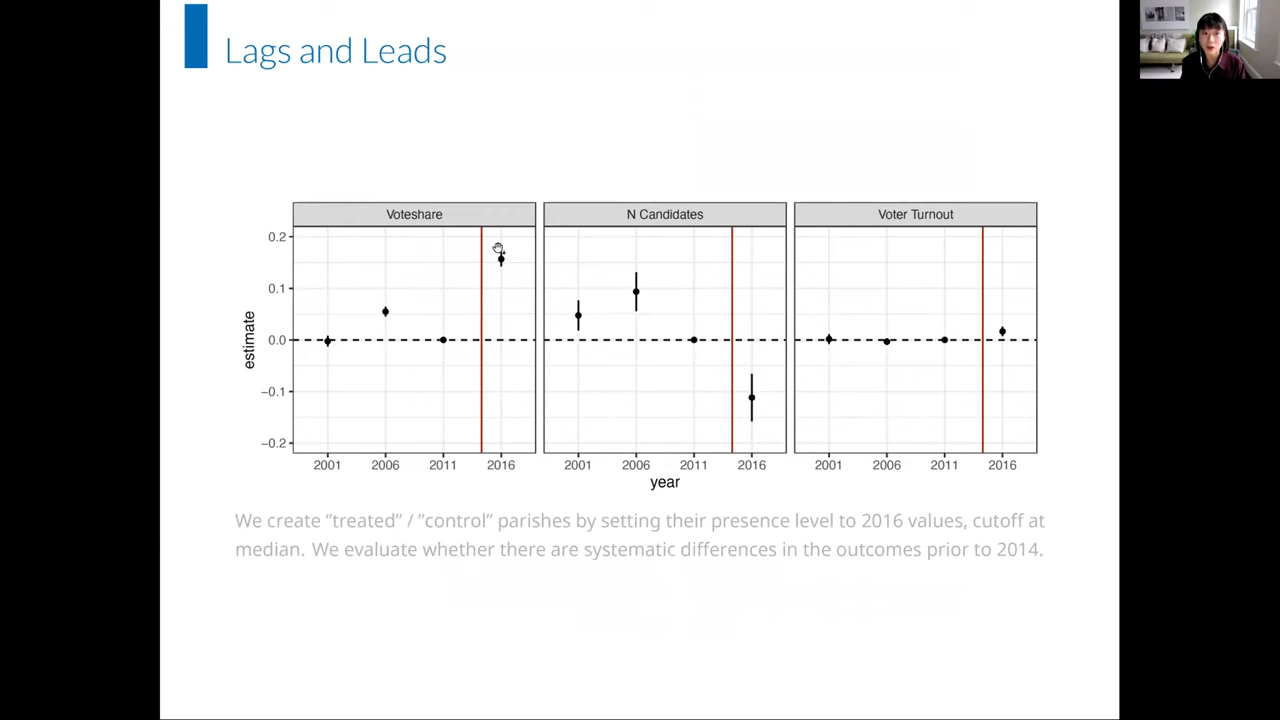 Lags and Leads
Voteshare
N Candidates
Voter Turnout
0.2
0.1
0.0
−0.1
−0.2
estimate
2001 2006 2011 2016
2001 2006 2011 2016
2001 2006 2011 2016
year
We create ”treated” / ”control” parishes by setting their presence level to 2016 values, cutoff at
median. We evaluate whether there are systematic differences in the outcomes prior to 2014.